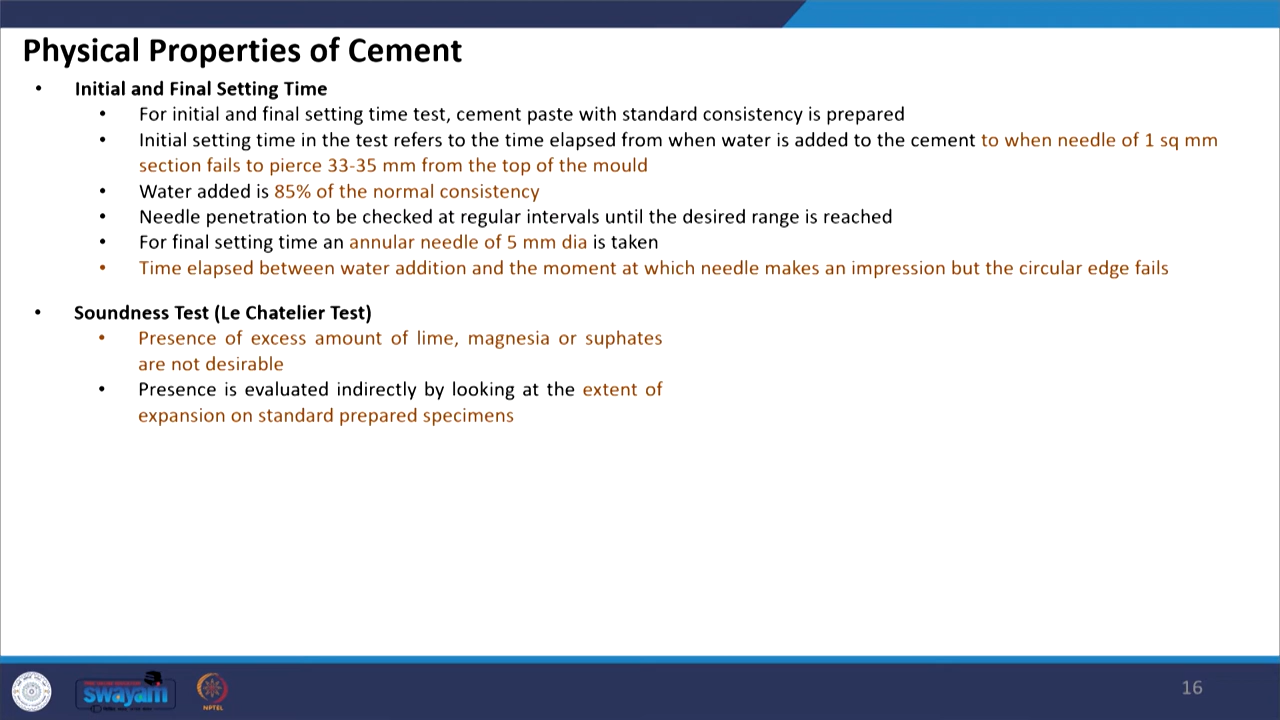 Physical Properties of Cement
• Initial and Final Setting Time
• For initial and final setting time test, cement paste with standard consistency is prepared
• Initial setting time in the test refers to the time elapsed from when water is added to the cement to when needle of 1 sq mm
section fails to pierce 33-35 mm from the top of the mould
• Water added is 85% of the normal consistency
• Needle penetration to be checked at regular intervals until the desired range is reached
• For final setting time an annular needle of 5 mm dia is taken
• Time elapsed between water addition and the moment at which needle makes an impression but the circular edge fails
• Soundness Test (Le Chatelier Test)
• Presence of excess amount of lime, magnesia or suphates
are not desirable
• Presence is evaluated indirectly by looking at the extent of
expansion on standard prepared specimens
swayam
NPTEL
16